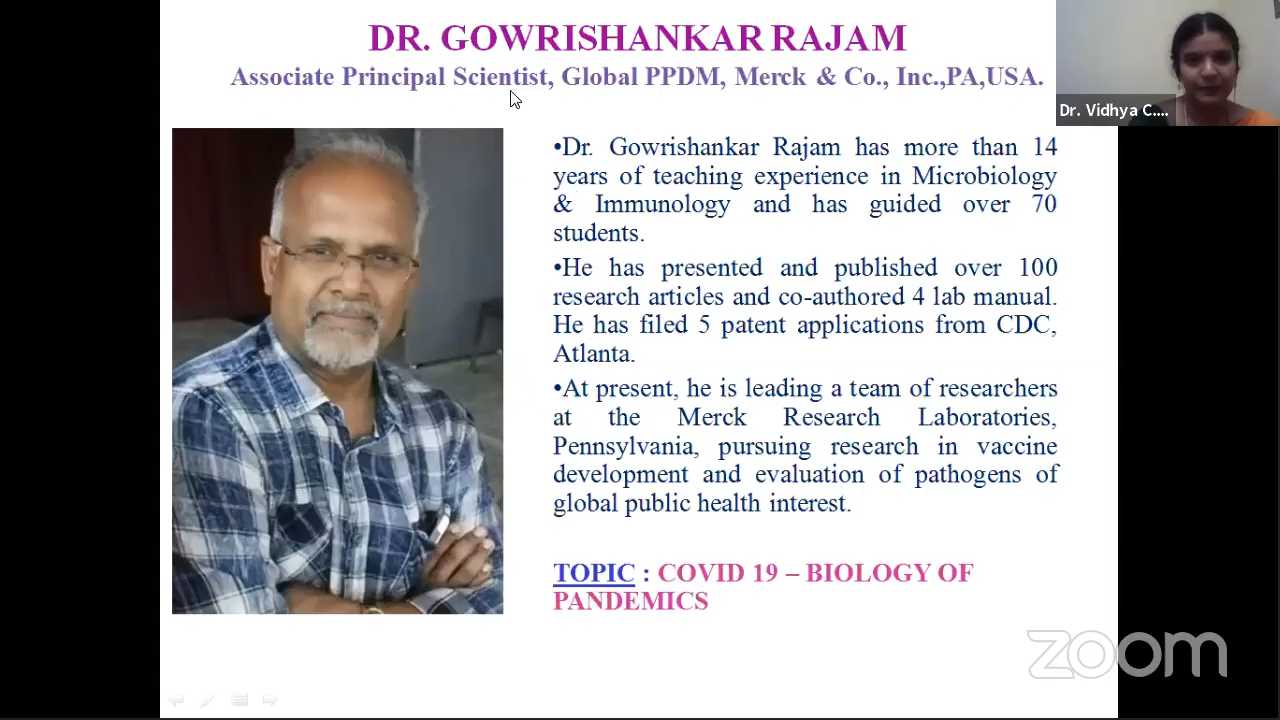 DR. GOWRISHANKAR RAJAM
Associate Principal Scientist, Global PPDM, Merck & Co., Inc.,PA,USA.
Dr. Vidhya C....
•Dr. Gowrishankar Rajam has more than 14
years of teaching experience in Microbiology
& Immunology and has guided over 70
students.
•He has presented and published over 100
research articles and co-authored 4 lab manual.
He has filed 5 patent applications from CDC,
Atlanta.
•At present, he is leading a team of researchers
at the Merck Research Laboratories,
Pennsylvania, pursuing research in vaccine
development and evaluation of pathogens of
global public health interest.
TOPIC : COVID 19 – BIOLOGY OF
PANDEMICS
zoom